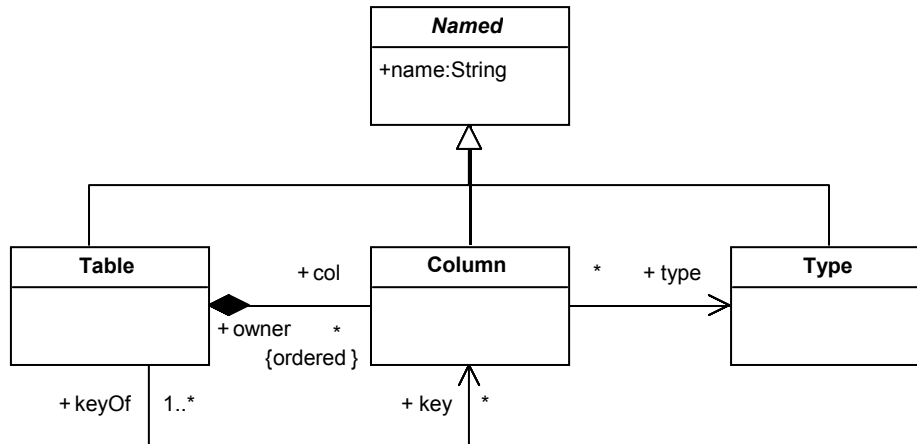 Named
+name:String
Table
+ col
Column
*
+ type
Type
+ owner
*
{ordered }
+ keyOf
1..*
+ key
*